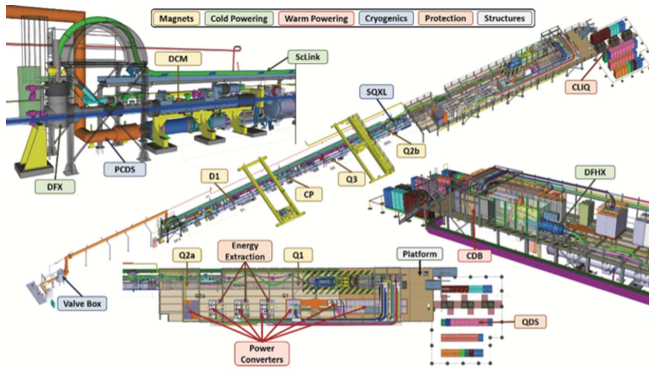 Magnets Cold Powering Warm Powering Cryogenics Protection Structures
DCM
ScLink
CLIQ
SQXL
Q2b
PCDS
DFX
Q3
D1
CP
DFHX
Energy
Extraction
Q2a
Q1
Platform
CDB
Valve Box
QDS
Power
Converters